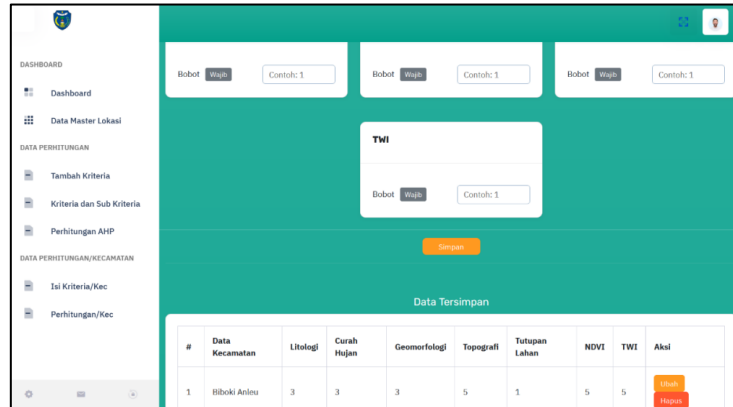 DASHBOARD
Dashboard
Data Master Lokasi
DATA PERHITUNGAN
Tambah Kriteria
Kriteria dan Sub Kriteria
Perhitungan AHP
DATA PERHITUNGAN/KECAMATAN
Isi Kriteria/Kec
Perhitungan/Kec
Bobot Wajib Contoh: 1
Bobot Wajib Contoh: 1
Bobot Wajib Contoh: 1
TWI
Bobot Wajib Contoh: 1
Simpan
Data Tersimpan
# Data Kecamatan Litologi Curah Hujan Geomorfologi Topografi Tutupan Lahan NDVI TWI Aksi
1 Biboki Anleu 3 3 3 5 1 5 5 Ubah
Hapus